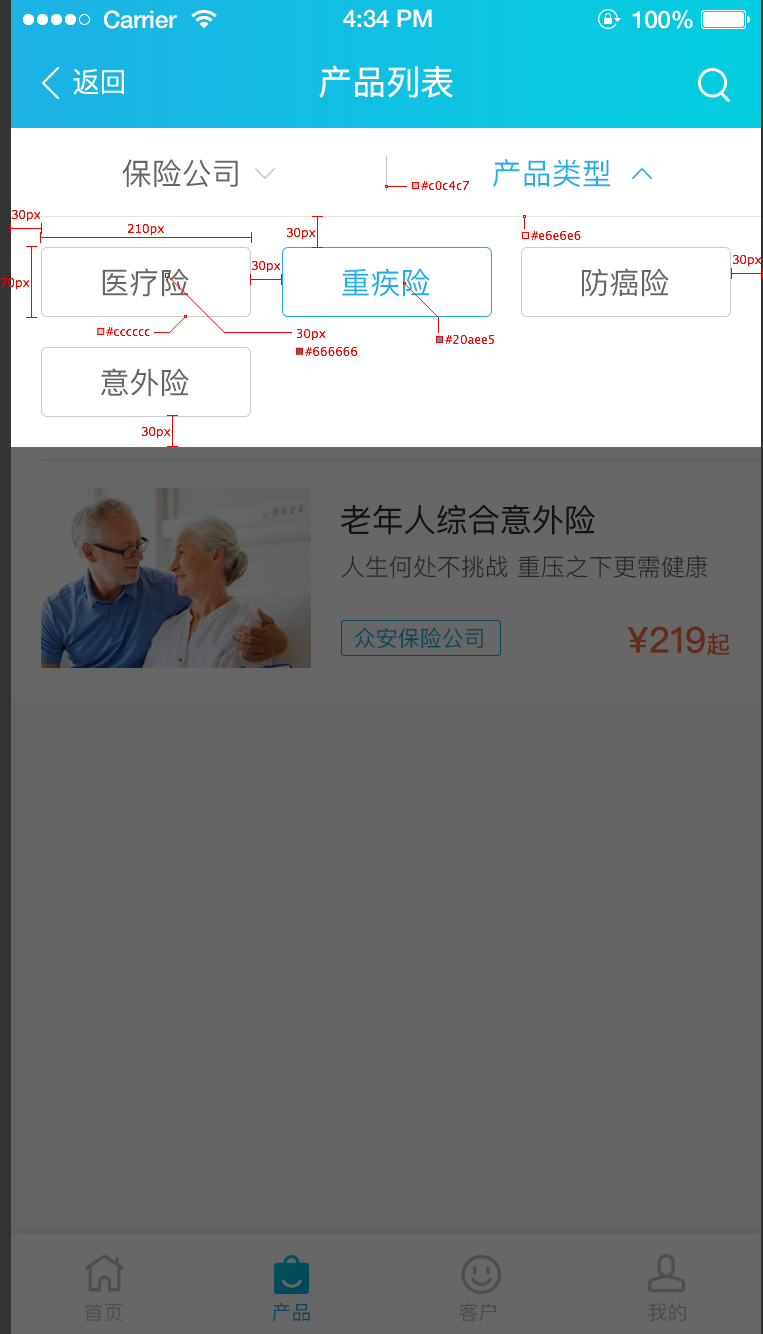 Carrier 4:34 PM 100%
返回 产品列表
保险公司 产品类型
#c0c4c7
30px 210px 30px #e6e6e6
70px 医疗险 30px 重疾险 防癌险 30px
#cccccc 30px #20aee5
#666666
意外险
30px
老年人综合意外险
人生何处不挑战 重压之下更需健康
众安保险公司 ¥219起
首页 产品 客户 我的